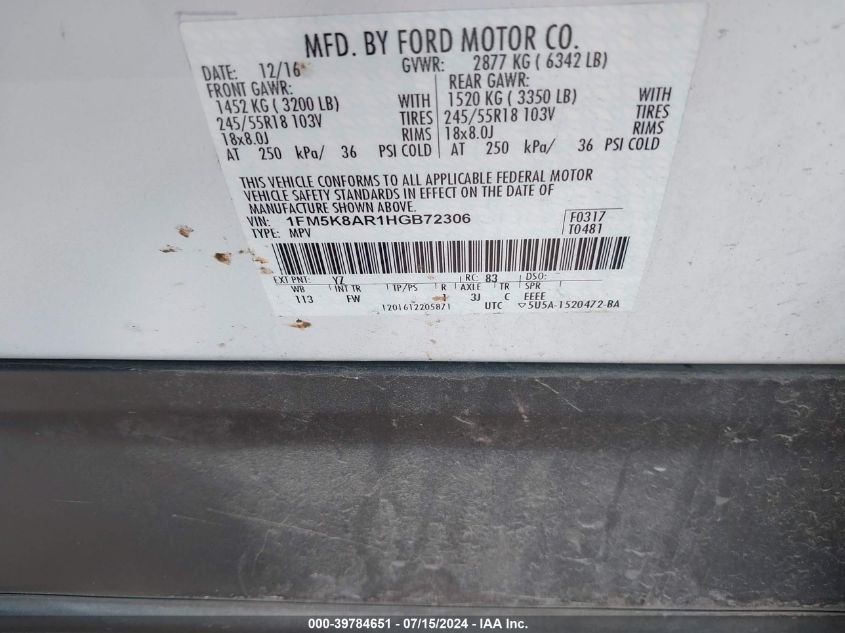 MFD. BY FORD MOTOR CO.
DATE: 12/16 GVWR: 2877 KG ( 6342 LB)
FRONT GAWR: REAR GAWR:
1452 KG ( 3200 LB) WITH 1520 KG ( 3350 LB) WITH
245/55R18 103V TIRES 245/55R18 103V TIRES
18x8.0J RIMS 18x8.0J RIMS
AT 250 kPa/ 36 PSI COLD AT 250 kPa/ 36 PSI COLD
THIS VEHICLE CONFORMS TO ALL APPLICABLE FEDERAL MOTOR
VEHICLE SAFETY STANDARDS IN EFFECT ON THE DATE OF
MANUFACTURE SHOWN ABOVE.
VIN: 1FM5K8AR1HGB72306 F0317
TYPE: MPV T0481
EXT PNT: YZ RC: 83 DSO:
WB INT TR TP/PS R AXLE TR SPR
113 FW 3J C EEEE
1201612205871 UTC ▽5U5A-1520472-BA
000-39784651 - 07/15/2024 - IAA Inc.